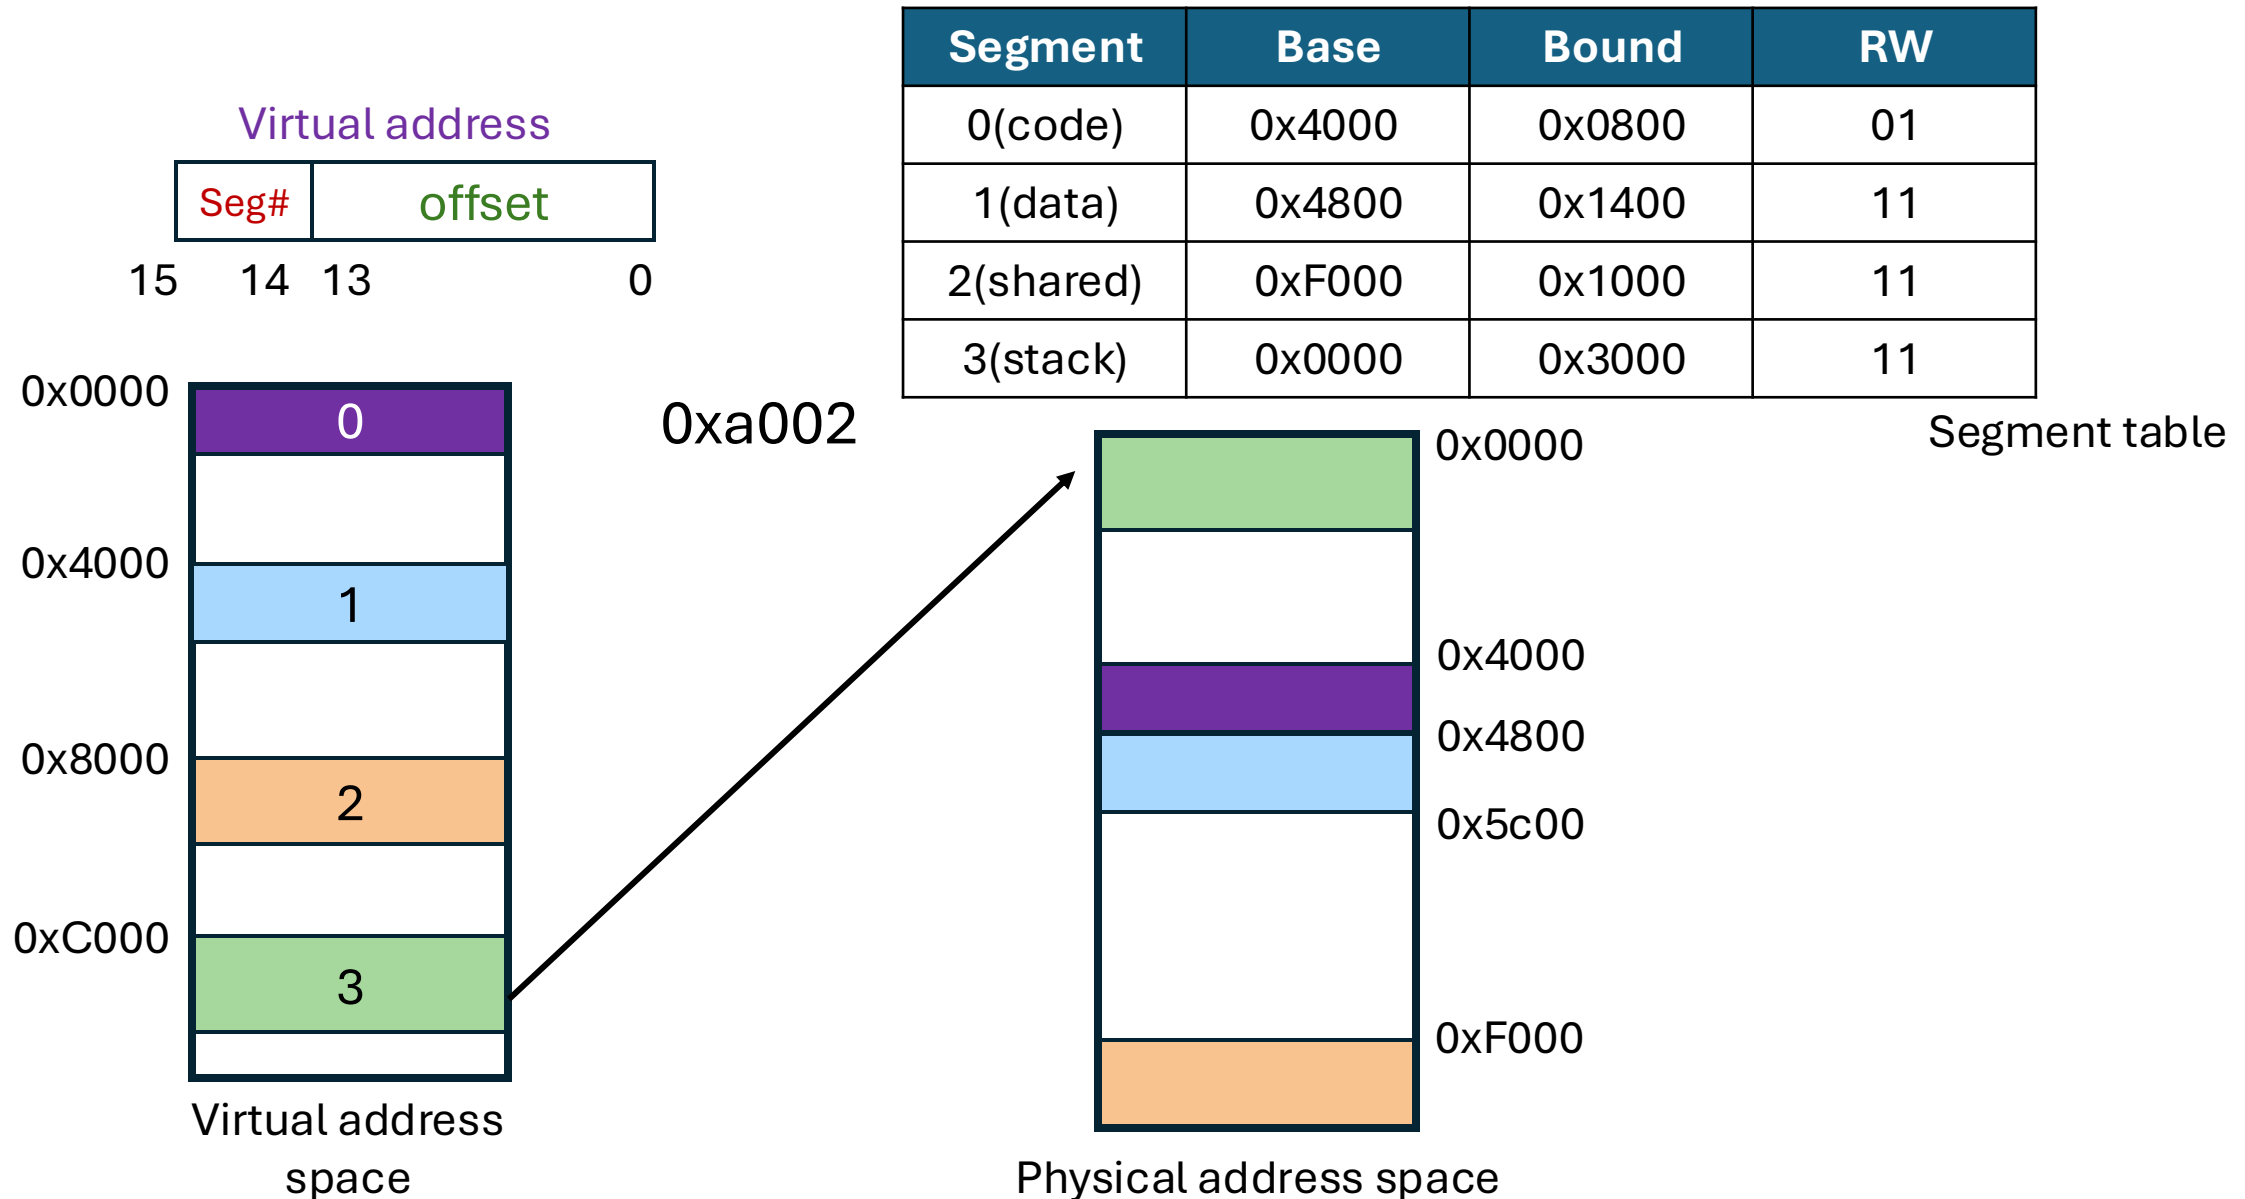 Segment Base Bound RW
0(code) 0x4000 0x0800 01
1(data) 0x4800 0x1400 11
2(shared) 0xF000 0x1000 11
3(stack) 0x0000 0x3000 11
Segment table
Virtual address
Seg# offset
15 14 13 0
0x0000
0
0x4000
1
0x8000
2
0xC000
3
Virtual address
space
0xa002
0x0000
0x4000
0x4800
0x5c00
0xF000
Physical address space